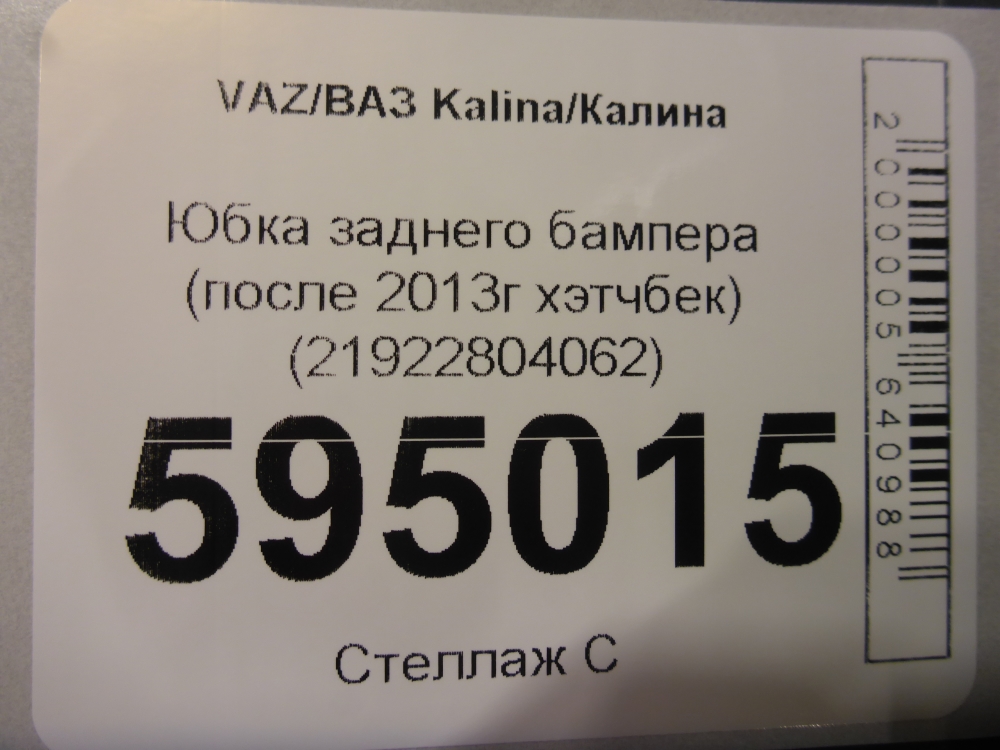 VAZ/ВАЗ Kalina/Калина
Юбка заднего бампера
(после 2013г хэтчбек)
(21922804062)
595015
Стеллаж С
2000005640988